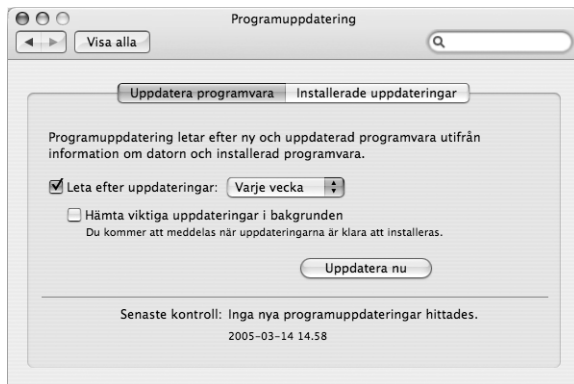 Programuppdatering
Visa alla
Uppdatera programvara Installerade uppdateringar
Programuppdatering letar efter ny och uppdaterad programvara utifrån
information om datorn och installerad programvara.
Leta efter uppdateringar: Varje vecka
Hämta viktiga uppdateringar i bakgrunden
Du kommer att meddelas när uppdateringarna är klara att installeras.
Uppdatera nu
Senaste kontroll: Inga nya programuppdateringar hittades.
2005-03-14 14.58